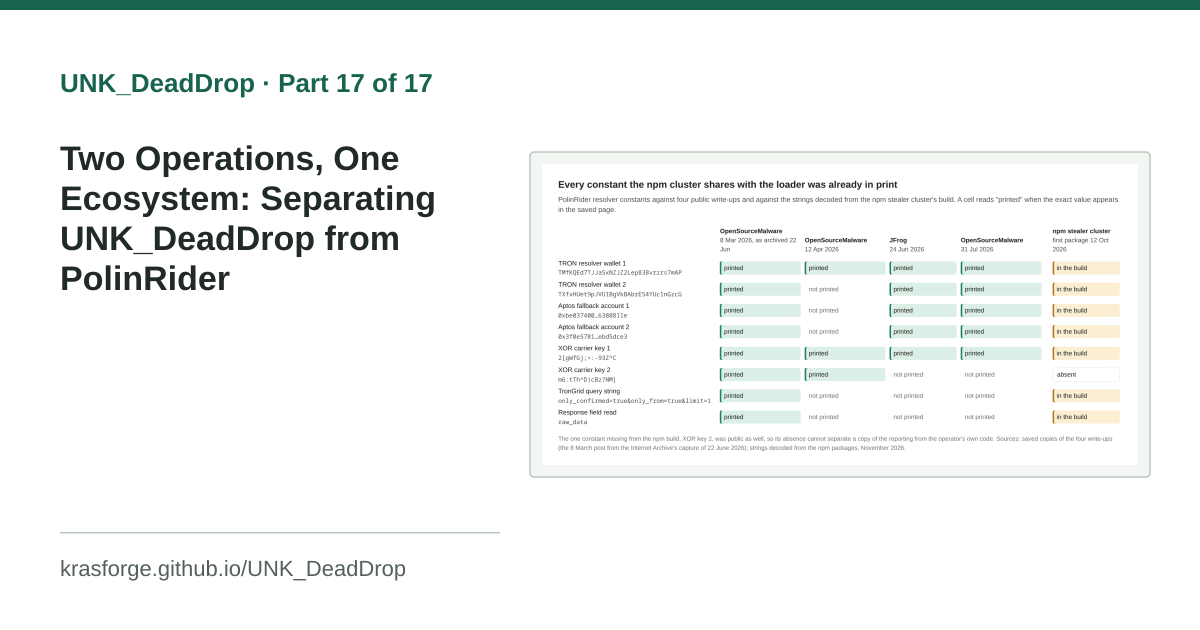 UNK_DeadDrop · Part 17 of 17
Two Operations, One
Ecosystem: Separating
UNK_DeadDrop from
PolinRider
krasforge.github.io/UNK_DeadDrop
Every constant the npm cluster shares with the loader was already in print
PolinRider resolver constants against four public write-ups and against the strings decoded from the npm stealer cluster's build. A cell reads "printed" when the exact value appears
in the saved page.
OpenSourceMalware
8 Mar 2026, as archived 22
Jun
OpenSourceMalware
12 Apr 2026
JFrog
24 Jun 2026
OpenSourceMalware
31 Jul 2026
npm stealer cluster
first package 12 Oct
2026
TRON resolver wallet 1
printed printed printed printed in the build
TRON resolver wallet 2
printed not printed printed printed in the build
Aptos fallback account 1
0xbe037400…6380811e
printed not printed printed printed in the build
Aptos fallback account 2
0x3f0e5781…ebd5dce3
printed not printed printed printed in the build
XOR carrier key 1
2[gWfGj;<:-93Z^C
printed printed printed printed in the build
XOR carrier key 2
m6:tTh^D)cBz?NM]
printed printed not printed not printed absent
TronGrid query string
only_confirmed=true&only_from=true&limit=1
printed not printed not printed not printed in the build
Response field read
raw_data
printed not printed not printed not printed in the build
The one constant missing from the npm build, XOR key 2, was public as well, so its absence cannot separate a copy of the reporting from the operator's own code. Sources: saved copies of the four write-ups
(the 8 March post from the Internet Archive's capture of 22 June 2026); strings decoded from the npm packages, November 2026.